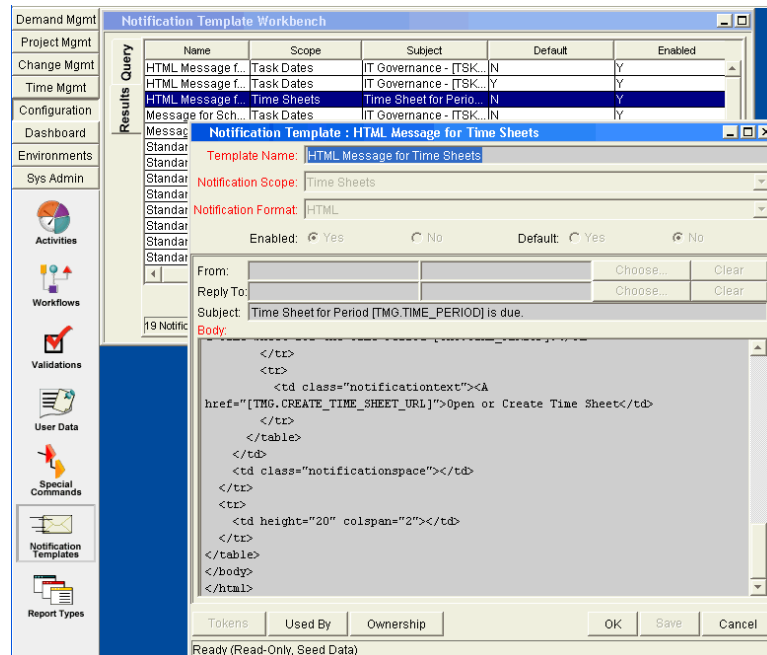 Demand Mgmt
Project Mgmt
Change Mgmt
Time Mgmt
Configuration
Dashboard
Environments
Sys Admin
Activities
Workflows
Validations
User Data
Special
Commands
Notification
Templates
Report Types
Notification Template Workbench
Query
Results
Name Scope Subject Default Enabled
HTML Message f... Task Dates IT Governance - [TSK... N Y
HTML Message f... Task Dates IT Governance - [TSK... Y Y
HTML Message f... Time Sheets Time Sheet for Perio... N Y
Message for Sch... Task Dates IT Governance - [TSK... N Y
Messag
Standar
Standar
Standar
Standar
Standar
Standar
Standar
Standar
19 Notific
Notification Template : HTML Message for Time Sheets
Template Name: HTML Message for Time Sheets
Notification Scope: Time Sheets
Notification Format: HTML
Enabled: Yes No Default: Yes No
From: Choose... Clear
Reply To: Choose... Clear
Subject: Time Sheet for Period [TMG.TIME_PERIOD] is due.
Body:
</tr>
<tr>
<td class="notificationtext"><A
href="[TMG.CREATE_TIME_SHEET_URL]">Open or Create Time Sheet</td>
</tr>
</table>
</td>
<td class="notificationspace"></td>
</tr>
<tr>
<td height="20" colspan="2"></td>
</tr>
</table>
</body>
</html>
Tokens Used By Ownership OK Save Cancel
Ready (Read-Only, Seed Data)